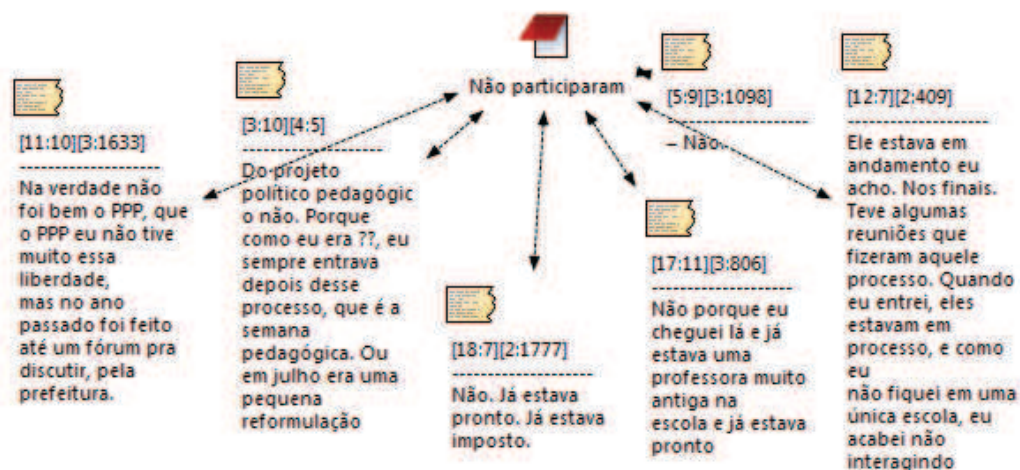 Não participaram
[11:10][3:1633]
Na verdade não
foi bem o PPP, que
o PPP eu não tive
muito essa
liberdade,
mas no ano
passado foi feito
até um fórum pra
discutir, pela
prefeitura.
[3:10][4:5]
Do projeto
político pedagógic
o não. Porque
como eu era ??, eu
sempre entrava
depois desse
processo, que é a
semana
pedagógica. Ou
em julho era uma
pequena
reformulação
[18:7][2:1777]
Não. Já estava
pronto. Já estava
imposto.
[17:11][3:806]
Não porque eu
cheguei lá e já
estava uma
professora muito
antiga na
escola e já estava
pronto
[5:9][3:1098]
– Não.
[12:7][2:409]
Ele estava em
andamento eu
acho. Nos finais.
Teve algumas
reuniões que
fizeram aquele
processo. Quando
eu entrei, eles
estavam em
processo, e como
eu
não fiquei em uma
única escola, eu
acabei não
interagindo